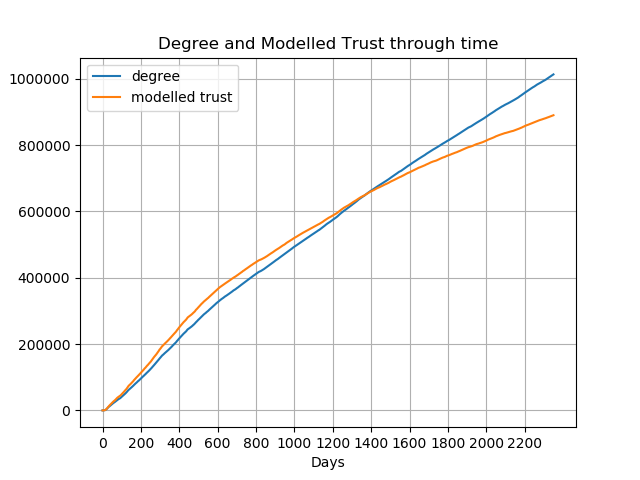 Degree and Modelled Trust through time
degree
modelled trust
1000000
800000
600000
400000
200000
0
0 200 400 600 800 1000 1200 1400 1600 1800 2000 2200
Days